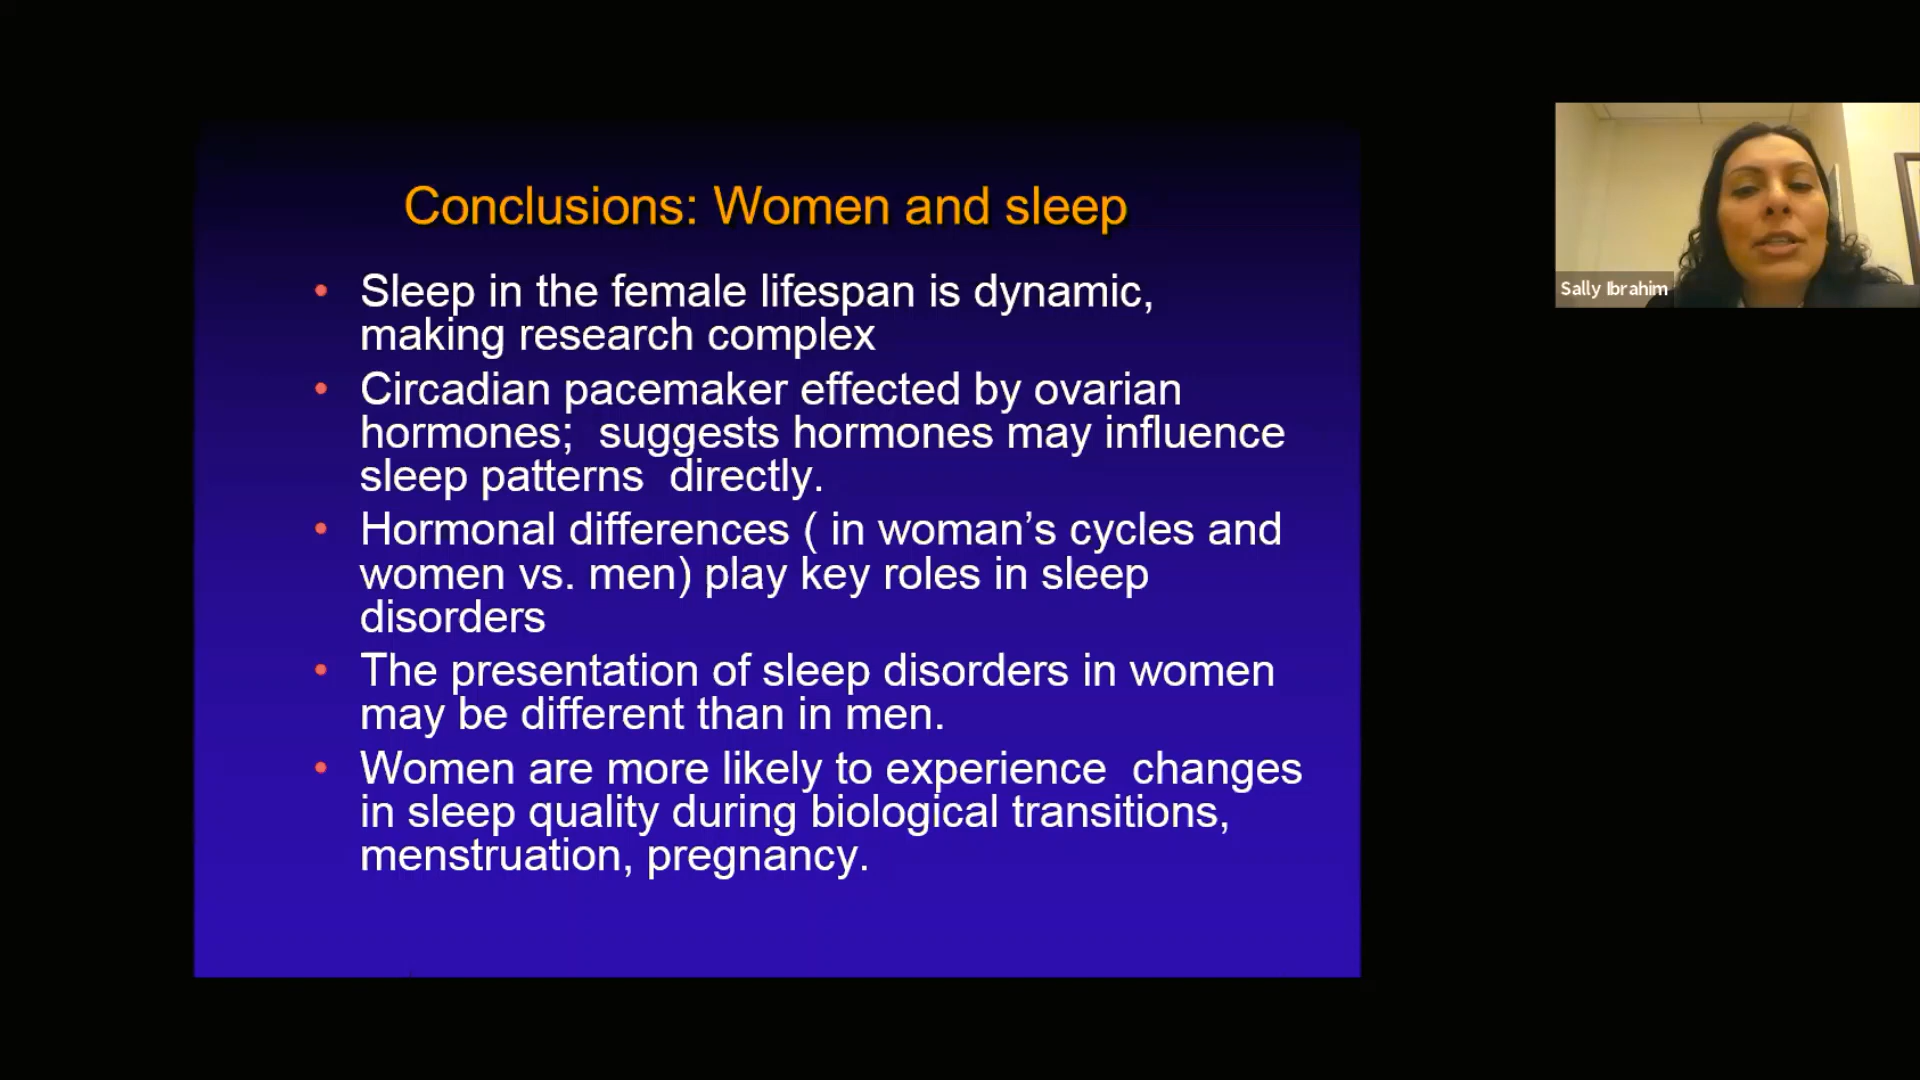 Conclusions: Women and sleep
• Sleep in the female lifespan is dynamic,
making research complex
• Circadian pacemaker effected by ovarian
hormones;  suggests hormones may influence
sleep patterns  directly.
• Hormonal differences ( in woman’s cycles and
women vs. men) play key roles in sleep
disorders
• The presentation of sleep disorders in women
may be different than in men.
• Women are more likely to experience  changes
in sleep quality during biological transitions,
menstruation, pregnancy.
Sally Ibrahim